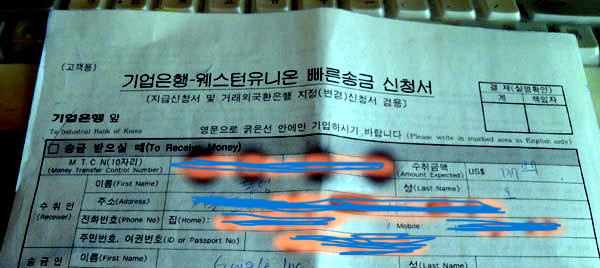 (고객용)
기업은행-웨스턴유니온 빠른송금 신청서
(지급신청서 및 거래외국환은행 지정(변경)신청서 겸용)
결 재(실명확인)
계 책임자
기업은행 앞
To Industrial Bank of Korea
영문으로 굵은선 안에만 기입하시기 바랍니다 (Please write in marked area in English only)
□ 송금 받으실 때(To Receive Money)
M T C N(10자리)
(Money Transfer Control Number)
수취금액
(Amount Expected)
US$
이름(First Name)
성(Last Name)
수 취 인
(Receiver)
주소(Address)
전화번호(Phone No)
집(Home:
/ Mobile:
주민번호, 여권번호(ID or Passport No)
송 금 인
이름(First Name)
Google Inc
성(Last Name)